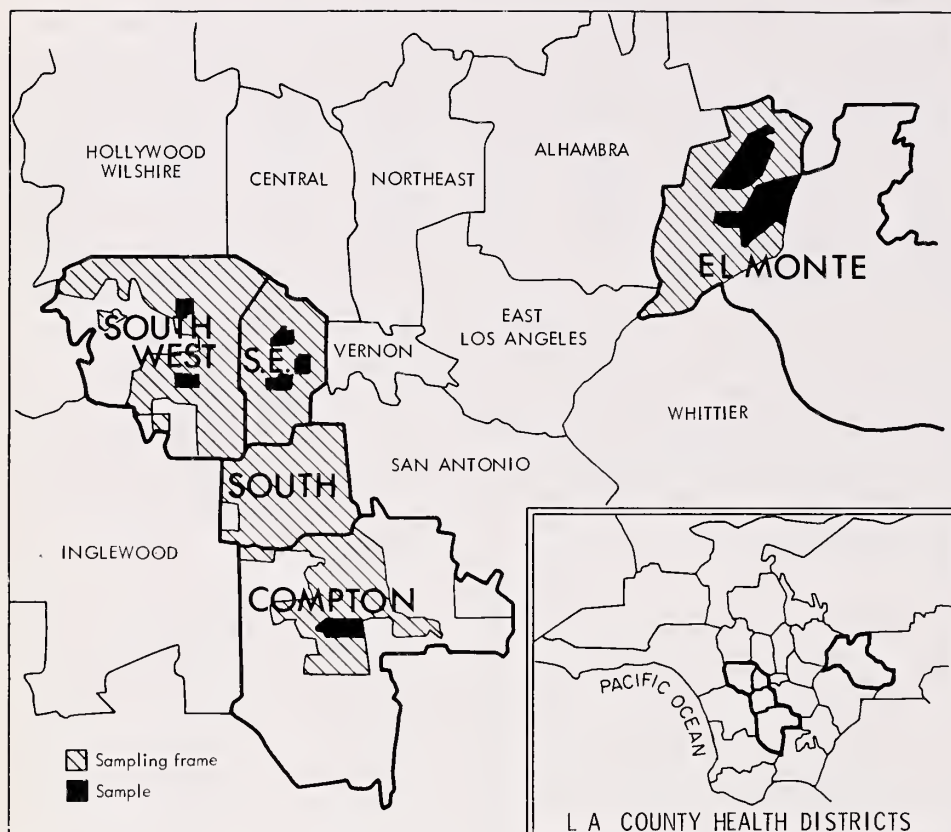 HOLLYWOOD
WILSHIRE
CENTRAL
NORTHEAST
ALHAMBRA
EL MONTE
SOUTH
WEST
S.E.
VERNON
EAST
LOS ANGELES
WHITTIER
SAN ANTONIO
SOUTH
INGLEWOOD
COMPTON
Sampling frame
Sample
PACIFIC OCEAN
L A COUNTY HEALTH DISTRICTS